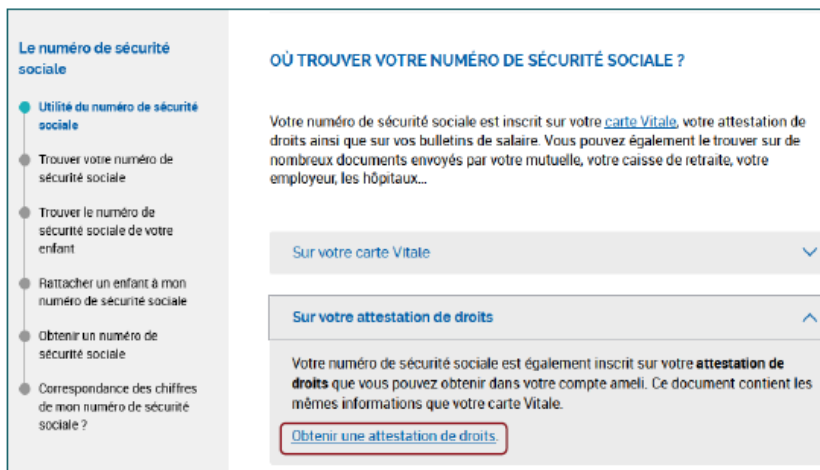 Le numéro de sécurité
sociale
Utilité du numéro de sécurité
sociale
Trouver votre numéro de
sécurité sociale
Trouver le numéro de
sécurité sociale de votre
enfant
Rattacher un enfant à mon
numéro de sécurité sociale
Obtenir un numéro de
sécurité sociale
Correspondance des chiffres
de mon numéro de sécurité
sociale ?
OÙ TROUVER VOTRE NUMÉRO DE SÉCURITÉ SOCIALE ?
Votre numéro de sécurité sociale est inscrit sur votre carte Vitale, votre attestation de
droits ainsi que sur vos bulletins de salaire. Vous pouvez également le trouver sur de
nombreux documents envoyés par votre mutuelle, votre caisse de retraite, votre
employeur, les hôpitaux...
Sur votre carte Vitale
Sur votre attestation de droits
Votre numéro de sécurité sociale est également inscrit sur votre attestation de
droits que vous pouvez obtenir dans votre compte ameli. Ce document contient les
mêmes informations que votre carte Vitale.
Obtenir une attestation de droits.